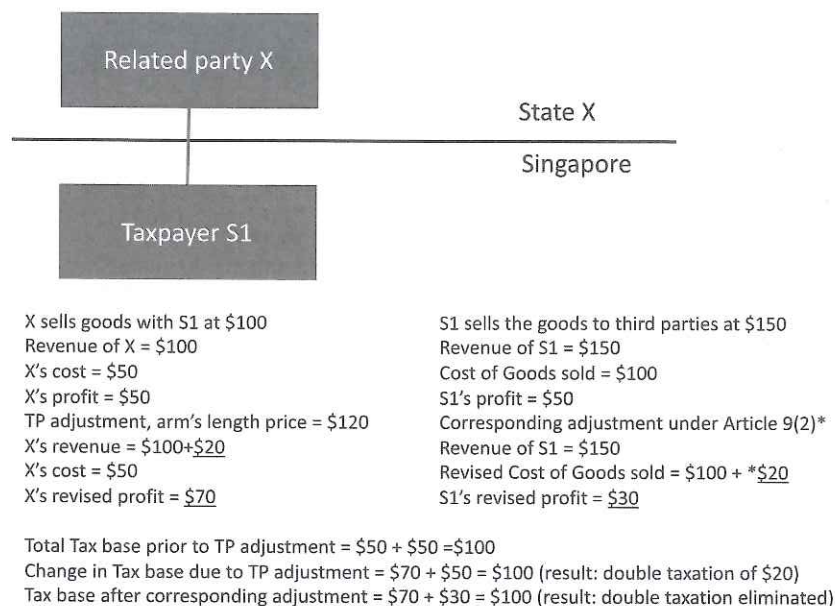 Related party X
State X
Singapore
Taxpayer S1
X sells goods with S1 at $100
Revenue of X = $100
X's cost = $50
X's profit = $50
TP adjustment, arm's length price = $120
X's revenue = $100+$20
X's cost = $50
X's revised profit = $70
S1 sells the goods to third parties at $150
Revenue of S1 = $150
Cost of Goods sold = $100
S1's profit = $50
Corresponding adjustment under Article 9(2)*
Revenue of S1 = $150
Revised Cost of Goods sold = $100 + *$20
S1's revised profit = $30
Total Tax base prior to TP adjustment = $50 + $50 =$100
Change in Tax base due to TP adjustment = $70 + $50 = $100 (result: double taxation of $20)
Tax base after corresponding adjustment = $70 + $30 = $100 (result: double taxation eliminated)